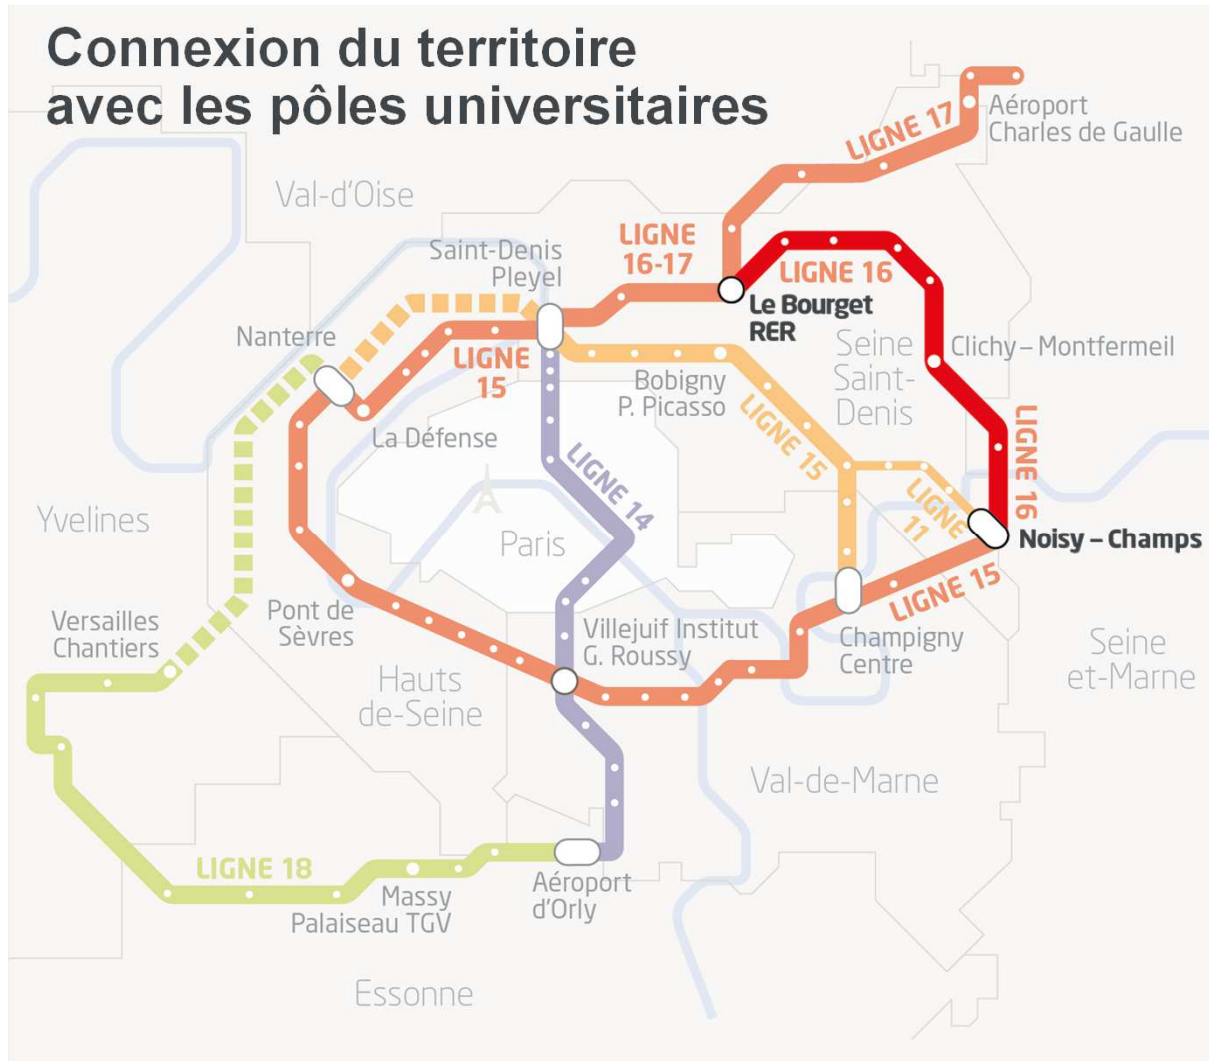 Connexion du territoire
avec les pôles universitaires
LIGNE 17
Aéroport
Charles de Gaulle
Val-d'Oise
Saint-Denis
Pleyel
LIGNE
16-17
LIGNE 16
Le Bourget
RER
Nanterre
LIGNE
15
Seine
Saint-
Denis
Clichy – Montfermeil
Bobigny
P. Picasso
La Défense
LIGNE 15
LIGNE 16
LIGNE 14
LIGNE
11
Yvelines
Paris
Noisy – Champs
LIGNE 15
Versailles
Chantiers
Pont de
Sèvres
Villejuif Institut
G. Roussy
Champigny
Centre
Seine
et-Marne
Hauts
de-Seine
Val-de-Marne
LIGNE 18
Massy
Palaiseau TGV
Aéroport
d'Orly
Essonne